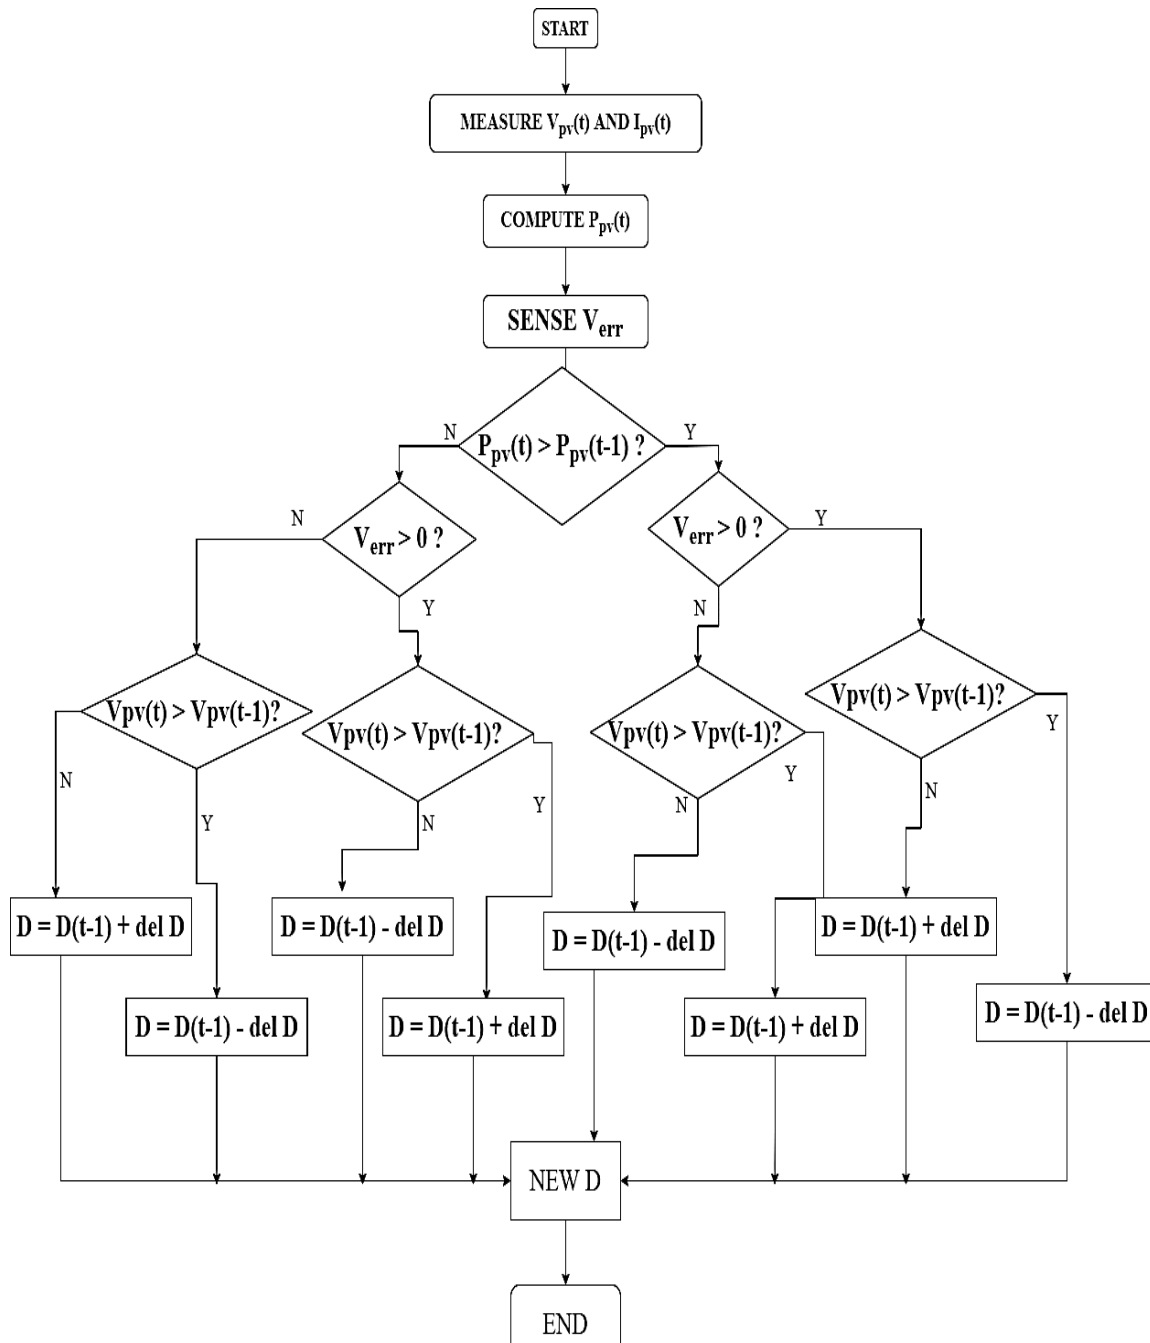 START
MEASURE Vpv(t) AND Ipv(t)
COMPUTE Ppv(t)
SENSE Verr
N
Ppv(t) > Ppv(t-1) ?
Y
N
Verr > 0 ?
Verr > 0 ?
Y
Y
N
Vpv(t) > Vpv(t-1)?
Vpv(t) > Vpv(t-1)?
Vpv(t) > Vpv(t-1)?
Vpv(t) > Vpv(t-1)?
N
Y
N
Y
N
Y
N
Y
D = D(t-1) + del D
D = D(t-1) - del D
D = D(t-1) - del D
D = D(t-1) + del D
D = D(t-1) - del D
D = D(t-1) + del D
D = D(t-1) + del D
D = D(t-1) - del D
NEW D
END